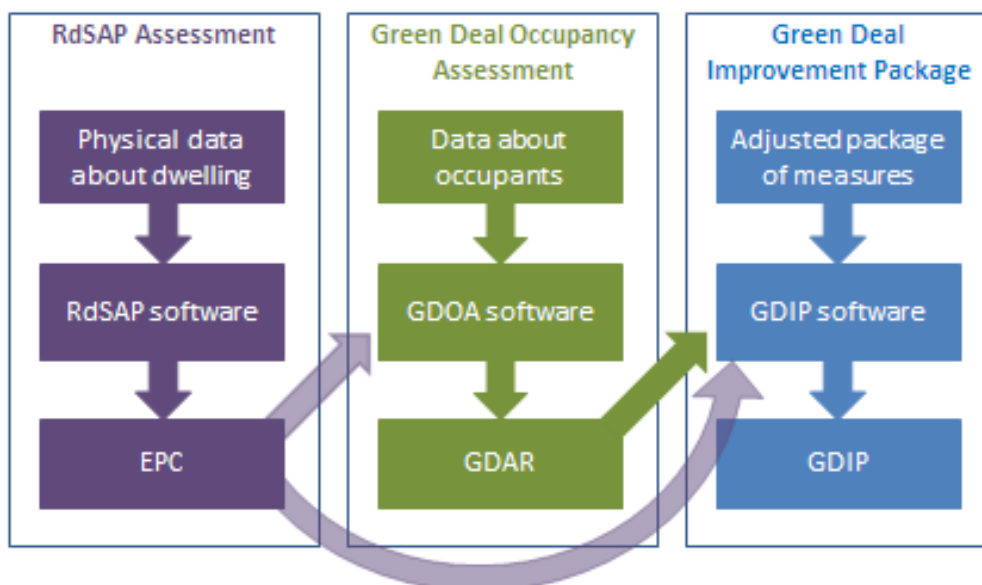 RdSAP Assessment
Physical data
about dwelling
RdSAP software
EPC
Green Deal Occupancy
Assessment
Data about
occupants
GDOA software
GDAR
Green Deal
Improvement Package
Adjusted package
of measures
GDIP software
GDIP